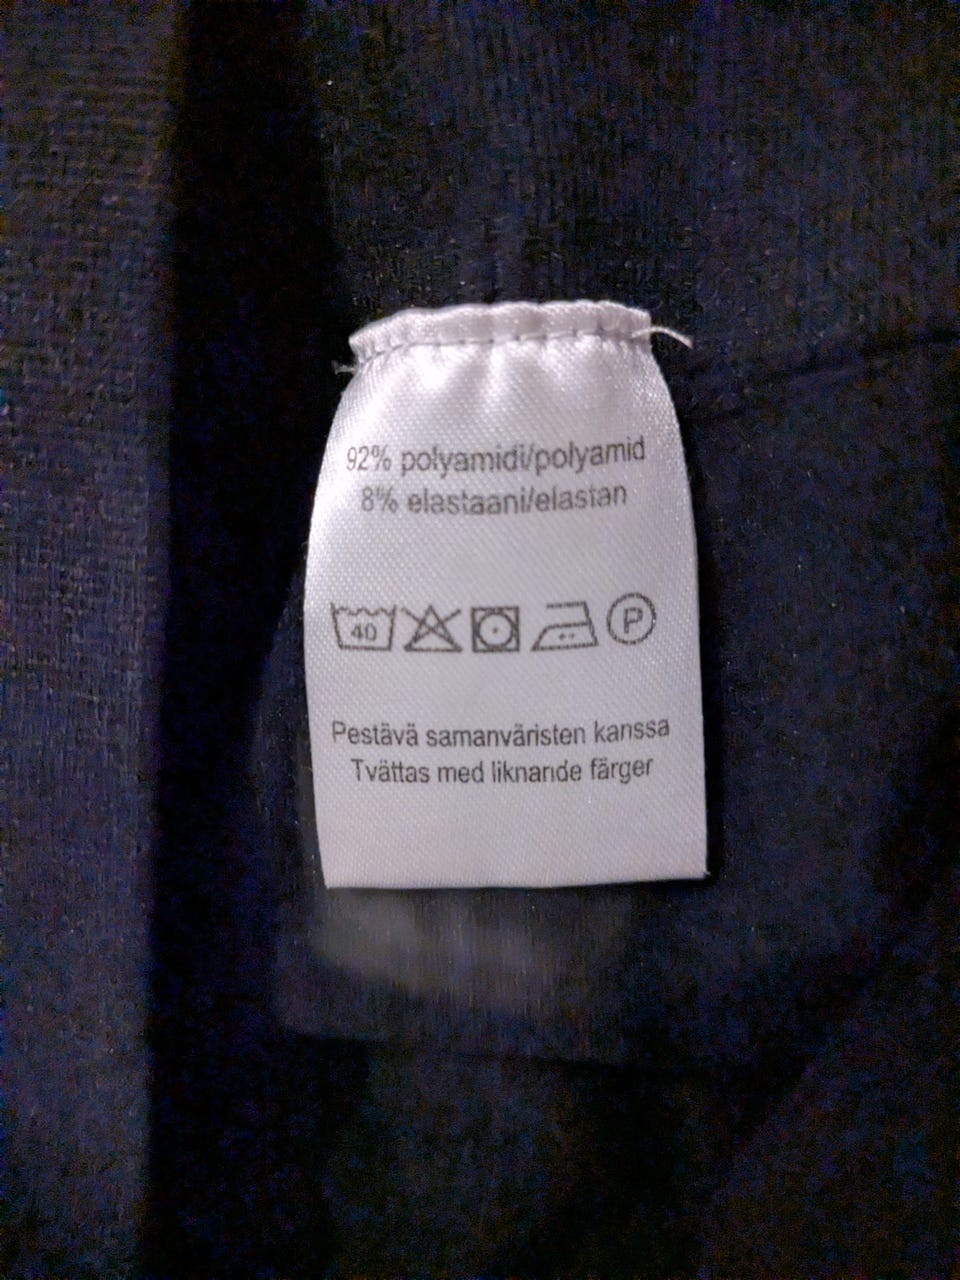 92% polyamidi/polyamid
8% elastaani/elastan
40 P
Pestävä samanväristen kanssa
Tvättas med liknande färger